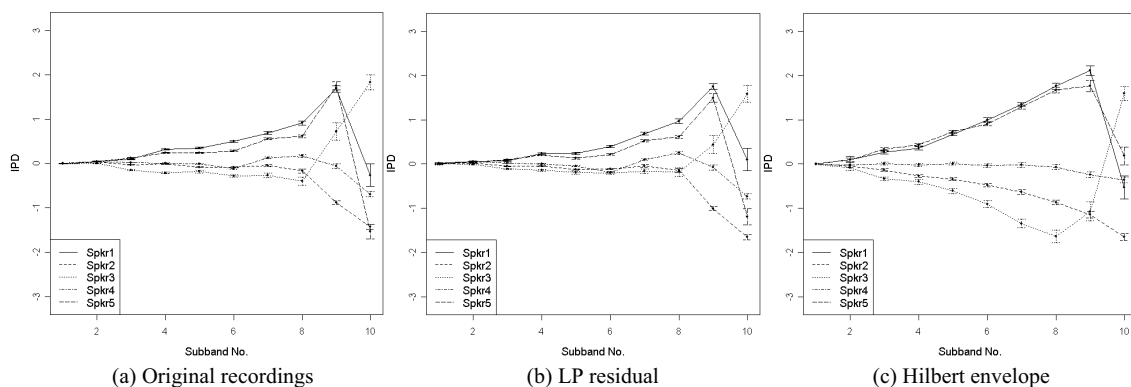 3
2
1
0
-1
-2
-3
IPD
Spkr1
Spkr2
Spkr3
Spkr4
Spkr5
2
4
6
8
10
Subband No.
(a) Original recordings
3
2
1
0
-1
-2
-3
IPD
Spkr1
Spkr2
Spkr3
Spkr4
Spkr5
2
4
6
8
10
Subband No.
(b) LP residual
3
2
1
0
-1
-2
-3
IPD
Spkr1
Spkr2
Spkr3
Spkr4
Spkr5
2
4
6
8
10
Subband No.
(c) Hilbert envelope